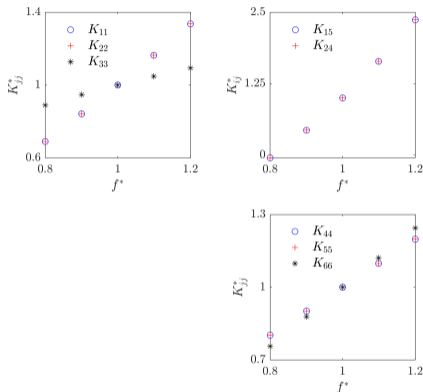 1.4
K₁₁
K₂₂
K₃₃
K*ⱼⱼ
1
0.6
0.8
1
1.2
f*
2.5
K₁₅
K₂₄
K*ᵢⱼ
1.25
0
0.8
1
1.2
f*
1.3
K₄₄
K₅₅
K₆₆
K*ⱼⱼ
1
0.7
0.8
1
1.2
f*